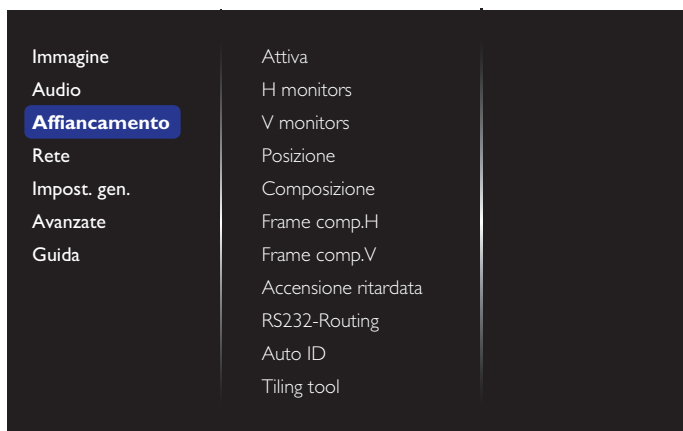 Immagine
Audio
Affiancamento
Rete
Impost. gen.
Avanzate
Guida
Attiva
H monitors
V monitors
Posizione
Composizione
Frame comp.H
Frame comp.V
Accensione ritardata
RS232-Routing
Auto ID
Tiling tool